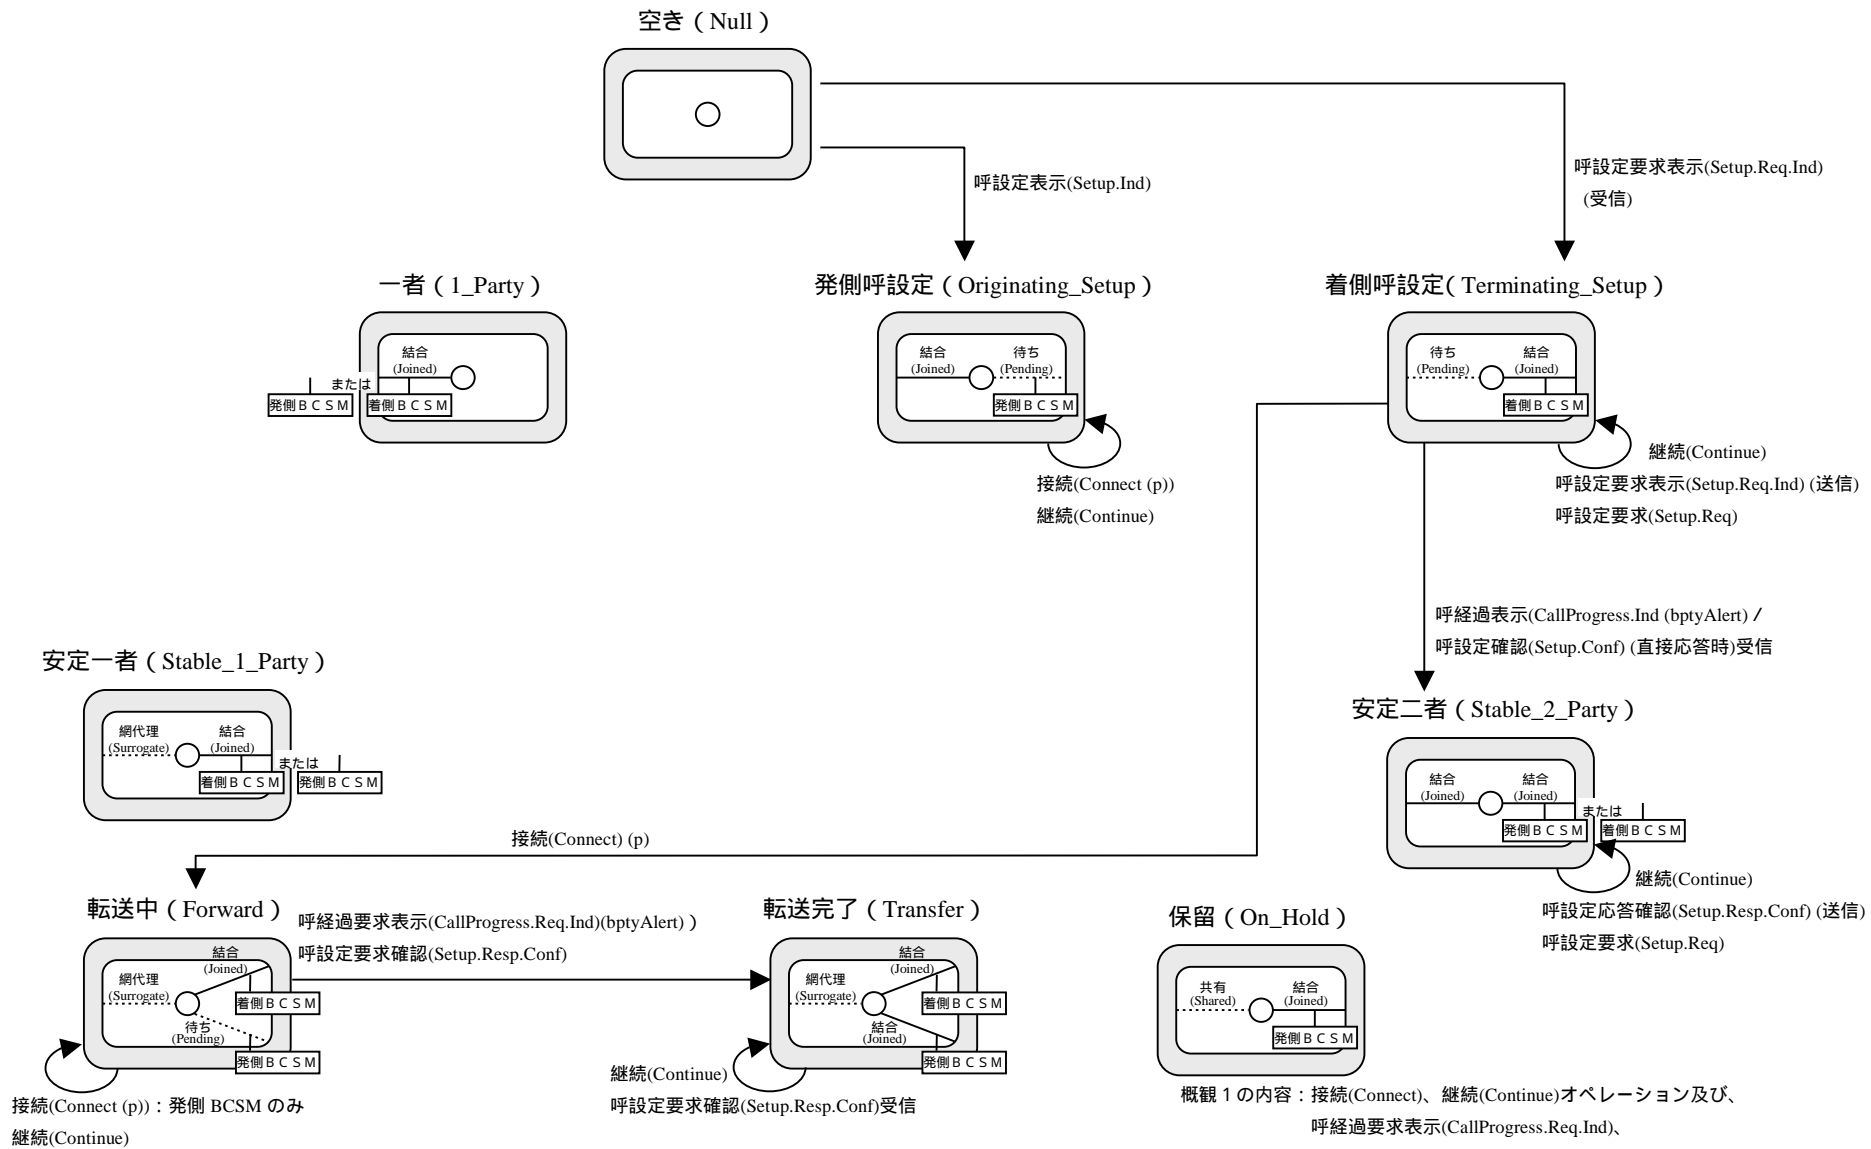 空き ( Null )
呼設定表示(Setup.Ind)
呼設定要求表示(Setup.Req.Ind)
(受信)
一者 ( 1_Party )
結合
(Joined)
または
発側ＢＣＳＭ
着側ＢＣＳＭ
発側呼設定 ( Originating_Setup )
結合
(Joined)
待ち
(Pending)
発側ＢＣＳＭ
接続(Connect (p))
継続(Continue)
着側呼設定( Terminating_Setup )
待ち
(Pending)
結合
(Joined)
着側ＢＣＳＭ
継続(Continue)
呼設定要求表示(Setup.Req.Ind) (送信)
呼設定要求(Setup.Req)
呼経過表示(CallProgress.Ind (bptyAlert) /
呼設定確認(Setup.Conf) (直接応答時)受信
安定一者 ( Stable_1_Party )
網代理
(Surrogate)
結合
(Joined)
または
着側ＢＣＳＭ
発側ＢＣＳＭ
安定二者 ( Stable_2_Party )
結合
(Joined)
結合
(Joined)
または
発側ＢＣＳＭ
着側ＢＣＳＭ
継続(Continue)
呼設定応答確認(Setup.Resp.Conf) (送信)
呼設定要求(Setup.Req)
接続(Connect) (p)
転送中 ( Forward )
網代理
(Surrogate)
結合
(Joined)
着側ＢＣＳＭ
待ち
(Pending)
発側ＢＣＳＭ
接続(Connect (p))：発側 BCSM のみ
継続(Continue)
呼経過要求表示(CallProgress.Req.Ind)(bptyAlert) )
呼設定要求確認(Setup.Resp.Conf)
転送完了 ( Transfer )
網代理
(Surrogate)
結合
(Joined)
着側ＢＣＳＭ
結合
(Joined)
発側ＢＣＳＭ
継続(Continue)
呼設定要求確認(Setup.Resp.Conf)受信
保留 ( On_Hold )
共有
(Shared)
結合
(Joined)
発側ＢＣＳＭ
概観１の内容：接続(Connect)、継続(Continue)オペレーション及び、
呼経過要求表示(CallProgress.Req.Ind)、